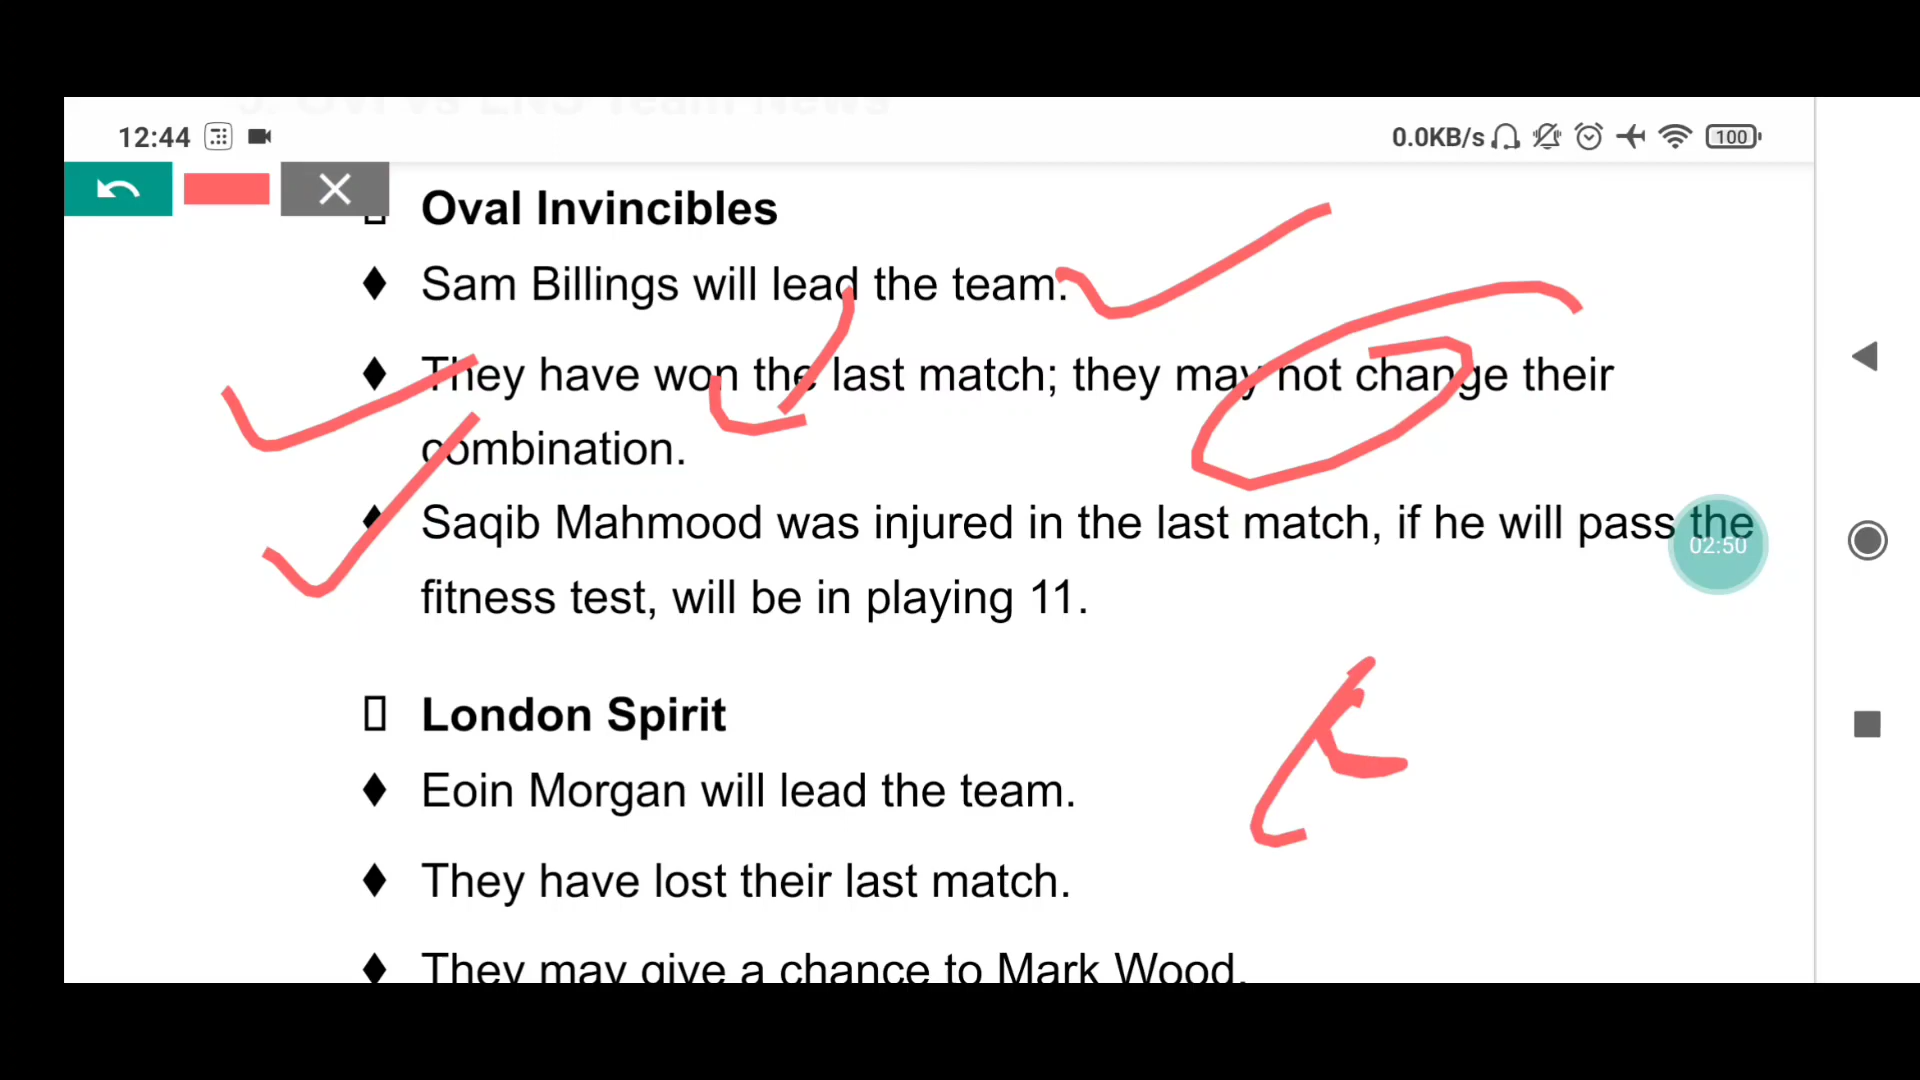 12:44 0.0KB/s 100
Oval Invincibles
Sam Billings will lead the team.
They have won the last match; they may not change their
combination.
Saqib Mahmood was injured in the last match, if he will pass the
02:50
fitness test, will be in playing 11.
London Spirit
Eoin Morgan will lead the team.
They have lost their last match.
They may give a chance to Mark Wood.